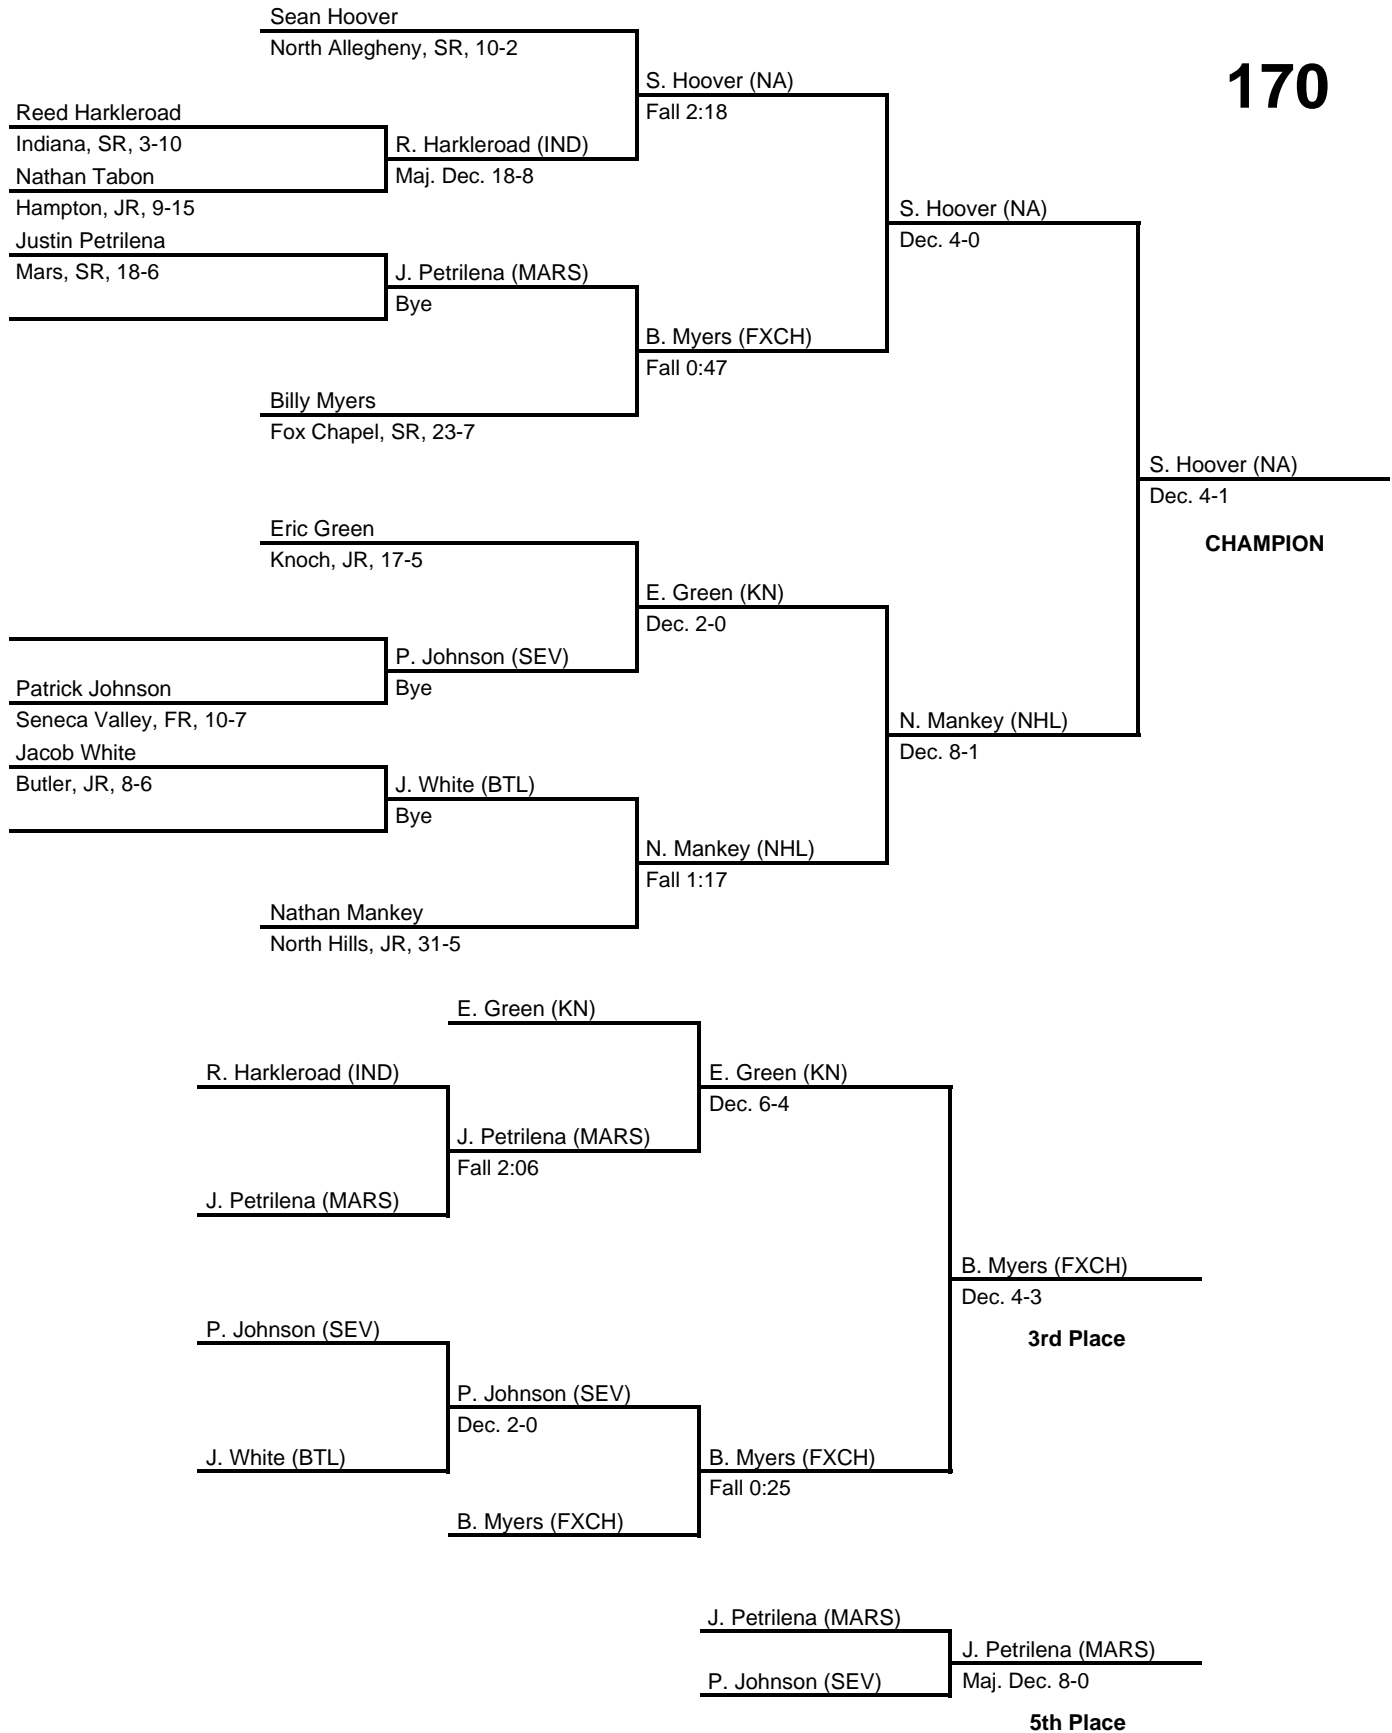 Sean Hoover
North Allegheny, SR, 10-2
170
S. Hoover (NA)
Fall 2:18
Reed Harkleroad
Indiana, SR, 3-10
R. Harkleroad (IND)
Maj. Dec. 18-8
Nathan Tabon
Hampton, JR, 9-15
S. Hoover (NA)
Dec. 4-0
Justin Petrilena
Mars, SR, 18-6
J. Petrilena (MARS)
Bye
B. Myers (FXCH)
Fall 0:47
Billy Myers
Fox Chapel, SR, 23-7
S. Hoover (NA)
Dec. 4-1
CHAMPION
Eric Green
Knoch, JR, 17-5
E. Green (KN)
Dec. 2-0
P. Johnson (SEV)
Bye
Patrick Johnson
Seneca Valley, FR, 10-7
N. Mankey (NHL)
Dec. 8-1
Jacob White
Butler, JR, 8-6
J. White (BTL)
Bye
N. Mankey (NHL)
Fall 1:17
Nathan Mankey
North Hills, JR, 31-5
E. Green (KN)
R. Harkleroad (IND)
E. Green (KN)
Dec. 6-4
J. Petrilena (MARS)
Fall 2:06
J. Petrilena (MARS)
B. Myers (FXCH)
Dec. 4-3
3rd Place
P. Johnson (SEV)
P. Johnson (SEV)
Dec. 2-0
J. White (BTL)
B. Myers (FXCH)
Fall 0:25
B. Myers (FXCH)
J. Petrilena (MARS)
J. Petrilena (MARS)
Maj. Dec. 8-0
P. Johnson (SEV)
5th Place